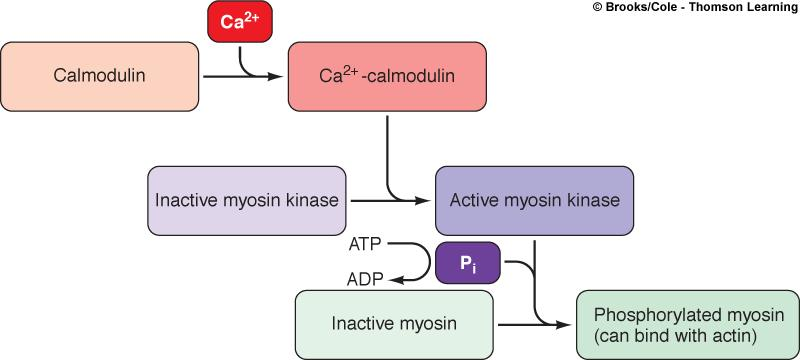 © Brooks/Cole - Thomson Learning
Ca2+
Calmodulin
Ca2+-calmodulin
Inactive myosin kinase
Active myosin kinase
ATP
Pi
ADP
Inactive myosin
Phosphorylated myosin
(can bind with actin)